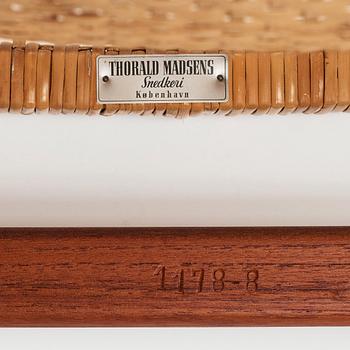 THORALD MADSENS
Snedkeri
København
1178-8